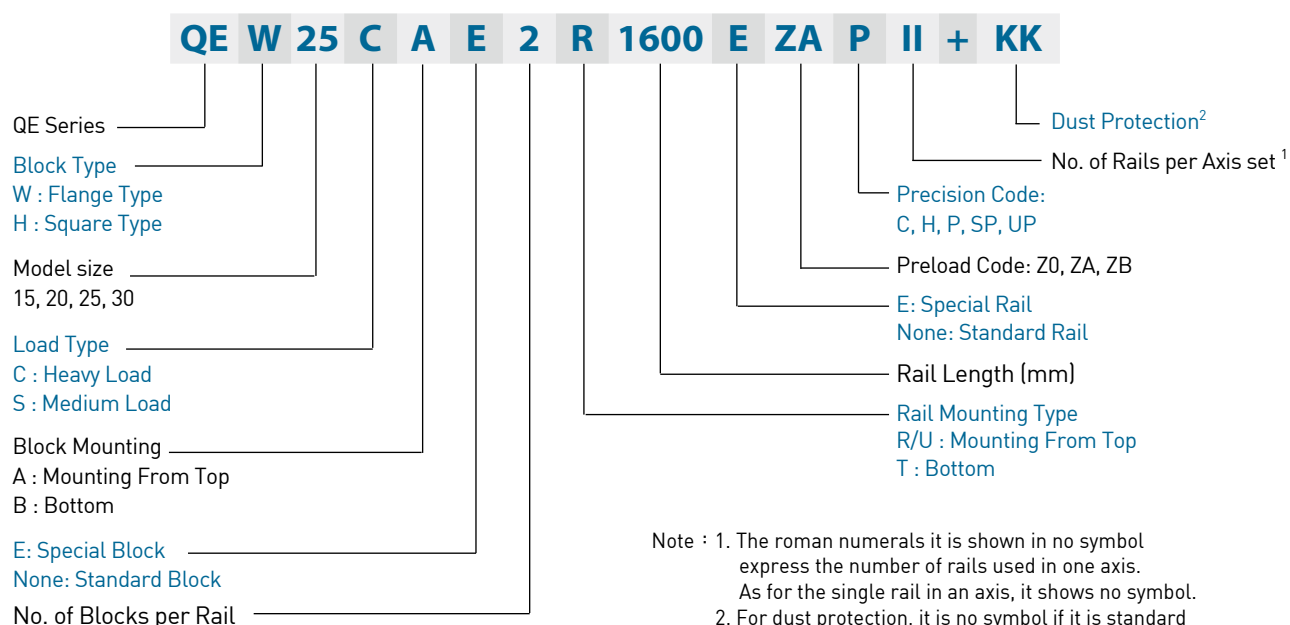 QE W 25 C A E 2 R 1600 E ZA P II + KK
QE Series
Block Type
W : Flange Type
H : Square Type
Model size
15, 20, 25, 30
Load Type
C : Heavy Load
S : Medium Load
Block Mounting
A : Mounting From Top
B : Bottom
E: Special Block
None: Standard Block
No. of Blocks per Rail
Dust Protection²
No. of Rails per Axis set ¹
Precision Code:
C, H, P, SP, UP
Preload Code: Z0, ZA, ZB
E: Special Rail
None: Standard Rail
Rail Length (mm)
Rail Mounting Type
R/U : Mounting From Top
T : Bottom
Note : 1. The roman numerals it is shown in no symbol
express the number of rails used in one axis.
As for the single rail in an axis, it shows no symbol.
2. For dust protection, it is no symbol if it is standard